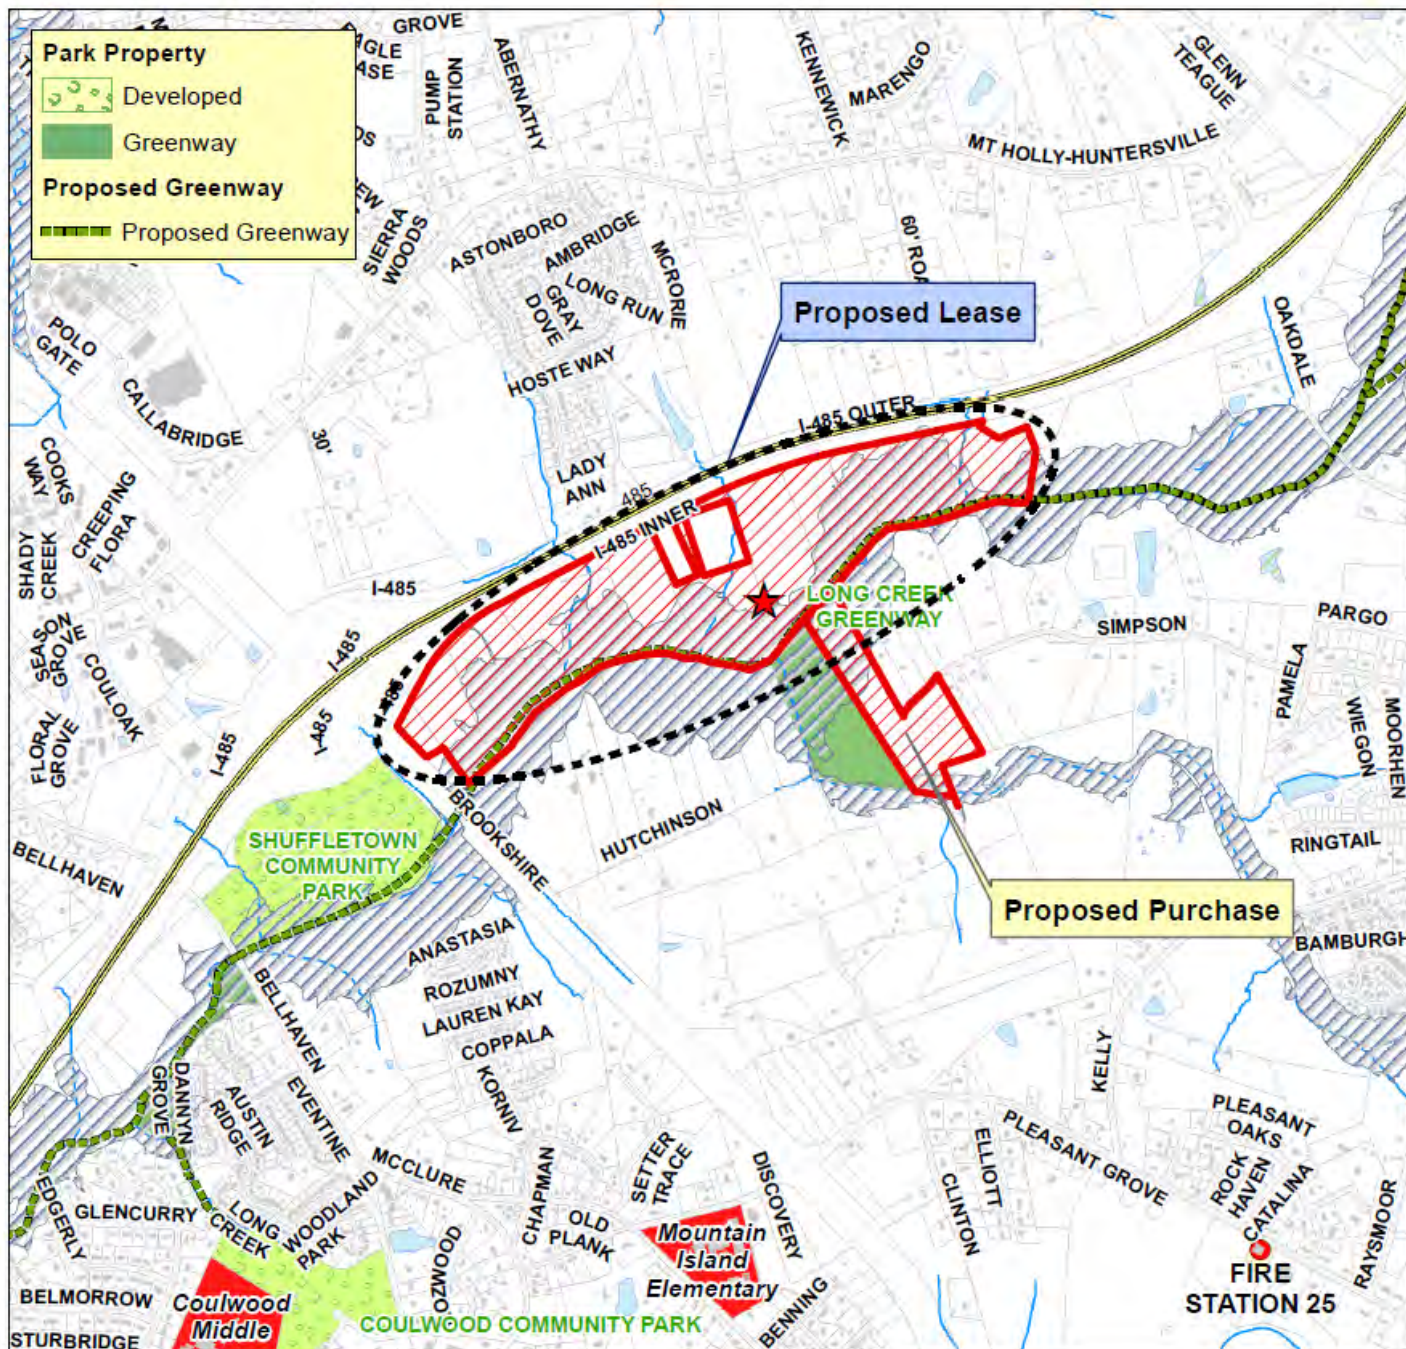 Park Property
Developed
Greenway
Proposed Greenway
Proposed Greenway
GROVE
PUMP
STATION
ABERNATHY
KENNEWICK
MARENGO
GLENN
TEAGUE
MT HOLLY-HUNTERSVILLE
SIERRA
WOODS
ASTONBORO
AMBRIDGE
LONG RUN
GRAY
DOVE
MCRORIE
HOSTE WAY
60' ROA
Proposed Lease
OAKDALE
POLO
GATE
CALLABRIDGE
30'
COOKS
WAY
CREEPING
FLORA
SHADY
CREEK
LADY
ANN
I-485 OUTER
485
I-485 INNER
I-485
I-485
485
I-485
I-485
SEASON
GROVE
COULOAK
FLORAL
GROVE
LONG CREEK
GREENWAY
SIMPSON
PARGO
PAMELA
WIEGON
MOORHEN
RINGTAIL
BAMBURGH
BROOKSHIRE
HUTCHINSON
SHUFFLETOWN
COMMUNITY
PARK
BELLHAVEN
Proposed Purchase
ANASTASIA
ROZUMNY
LAUREN KAY
COPPALA
KORNIV
BELLHAVEN
EVENTINE
DANNYN
GROVE
AUSTIN
RIDGE
MCCLURE
WOODLAND
PARK
LONG
CREEK
EDGERLY
GLENCURRY
BELMORROW
STURBRIDGE
Coulwood
Middle
COULWOOD COMMUNITY PARK
OZWOOD
CHAPMAN
OLD
PLANK
SETTER
TRACE
DISCOVERY
Mountain
Island
Elementary
BENNING
CLINTON
ELLIOTT
PLEASANT GROVE
KELLY
PLEASANT
OAKS
ROCK
HAVEN
CATALINA
RAYSMOOR
FIRE
STATION 25